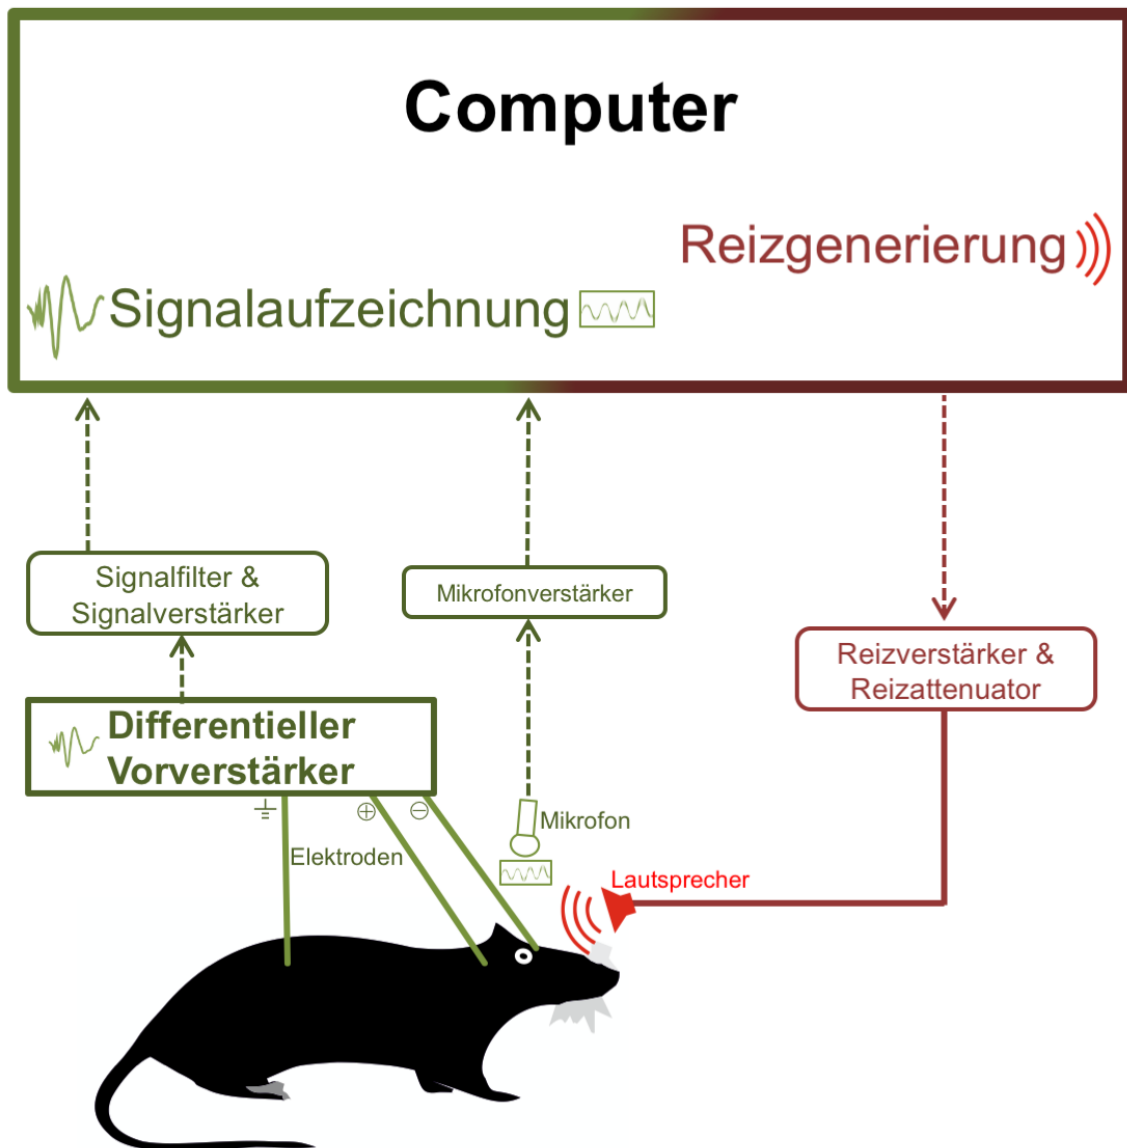 Computer
Reizgenerierung
Signalaufzeichnung
Signalfilter &
Signalverstärker
Mikrofonverstärker
Reizverstärker &
Reizattenuator
Differentieller
Vorverstärker
Elektroden
Mikrofon
Lautsprecher